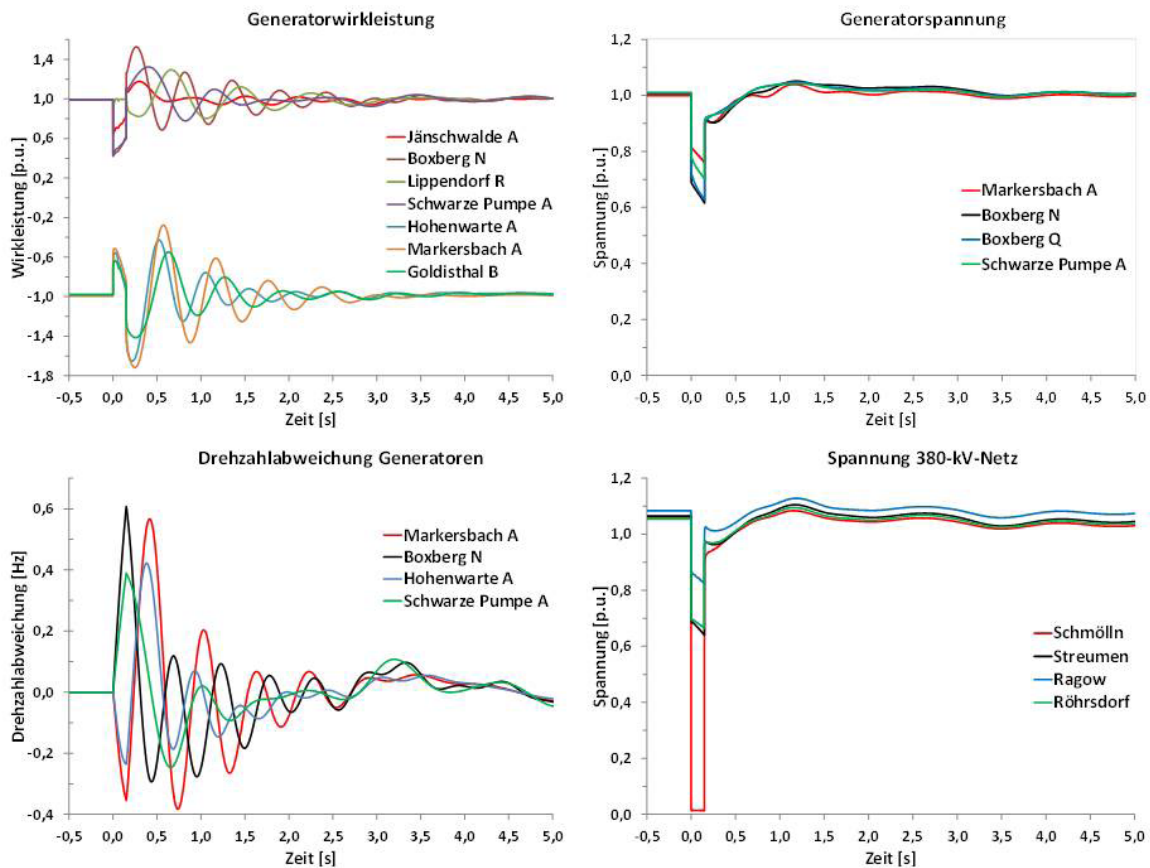 Generatorwirkleistung
Wirkleistung [p.u.]
1,4
1,0
0,6
0,2
-0,2
-0,6
-1,0
-1,4
-1,8
Jänschwalde A
Boxberg N
Lippendorf R
Schwarze Pumpe A
Hohenwarte A
Markersbach A
Goldisthal B
-0,5 0,0 0,5 1,0 1,5 2,0 2,5 3,0 3,5 4,0 4,5 5,0
Zeit [s]
Generatorspannung
Spannung [p.u.]
1,2
1,0
0,8
0,6
0,4
0,2
0,0
Markersbach A
Boxberg N
Boxberg Q
Schwarze Pumpe A
-0,5 0,0 0,5 1,0 1,5 2,0 2,5 3,0 3,5 4,0 4,5 5,0
Zeit [s]
Drehzahlabweichung Generatoren
Drehzahlabweichung [Hz]
0,6
0,4
0,2
0,0
-0,2
-0,4
Markersbach A
Boxberg N
Hohenwarte A
Schwarze Pumpe A
-0,5 0,0 0,5 1,0 1,5 2,0 2,5 3,0 3,5 4,0 4,5 5,0
Zeit [s]
Spannung 380-kV-Netz
Spannung [p.u.]
1,2
1,0
0,8
0,6
0,4
0,2
0,0
Schmölln
Streumen
Ragow
Röhrsdorf
-0,5 0,0 0,5 1,0 1,5 2,0 2,5 3,0 3,5 4,0 4,5 5,0
Zeit [s]